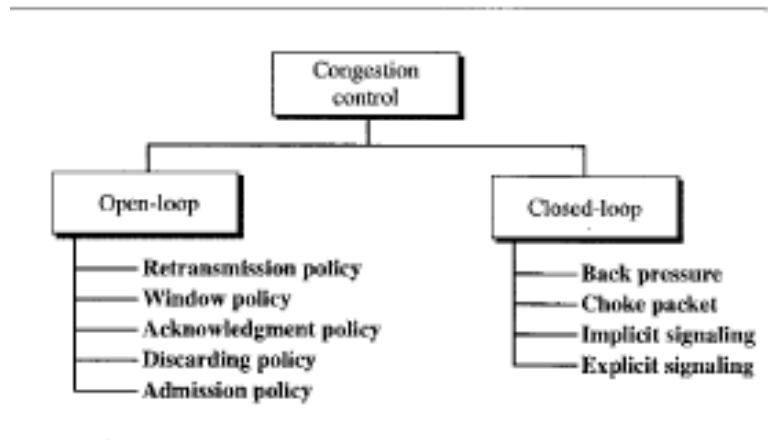 Congestion
control
Open-loop
Closed-loop
Retransmission policy
Window policy
Acknowledgment policy
Discarding policy
Admission policy
Back pressure
Choke packet
Implicit signaling
Explicit signaling